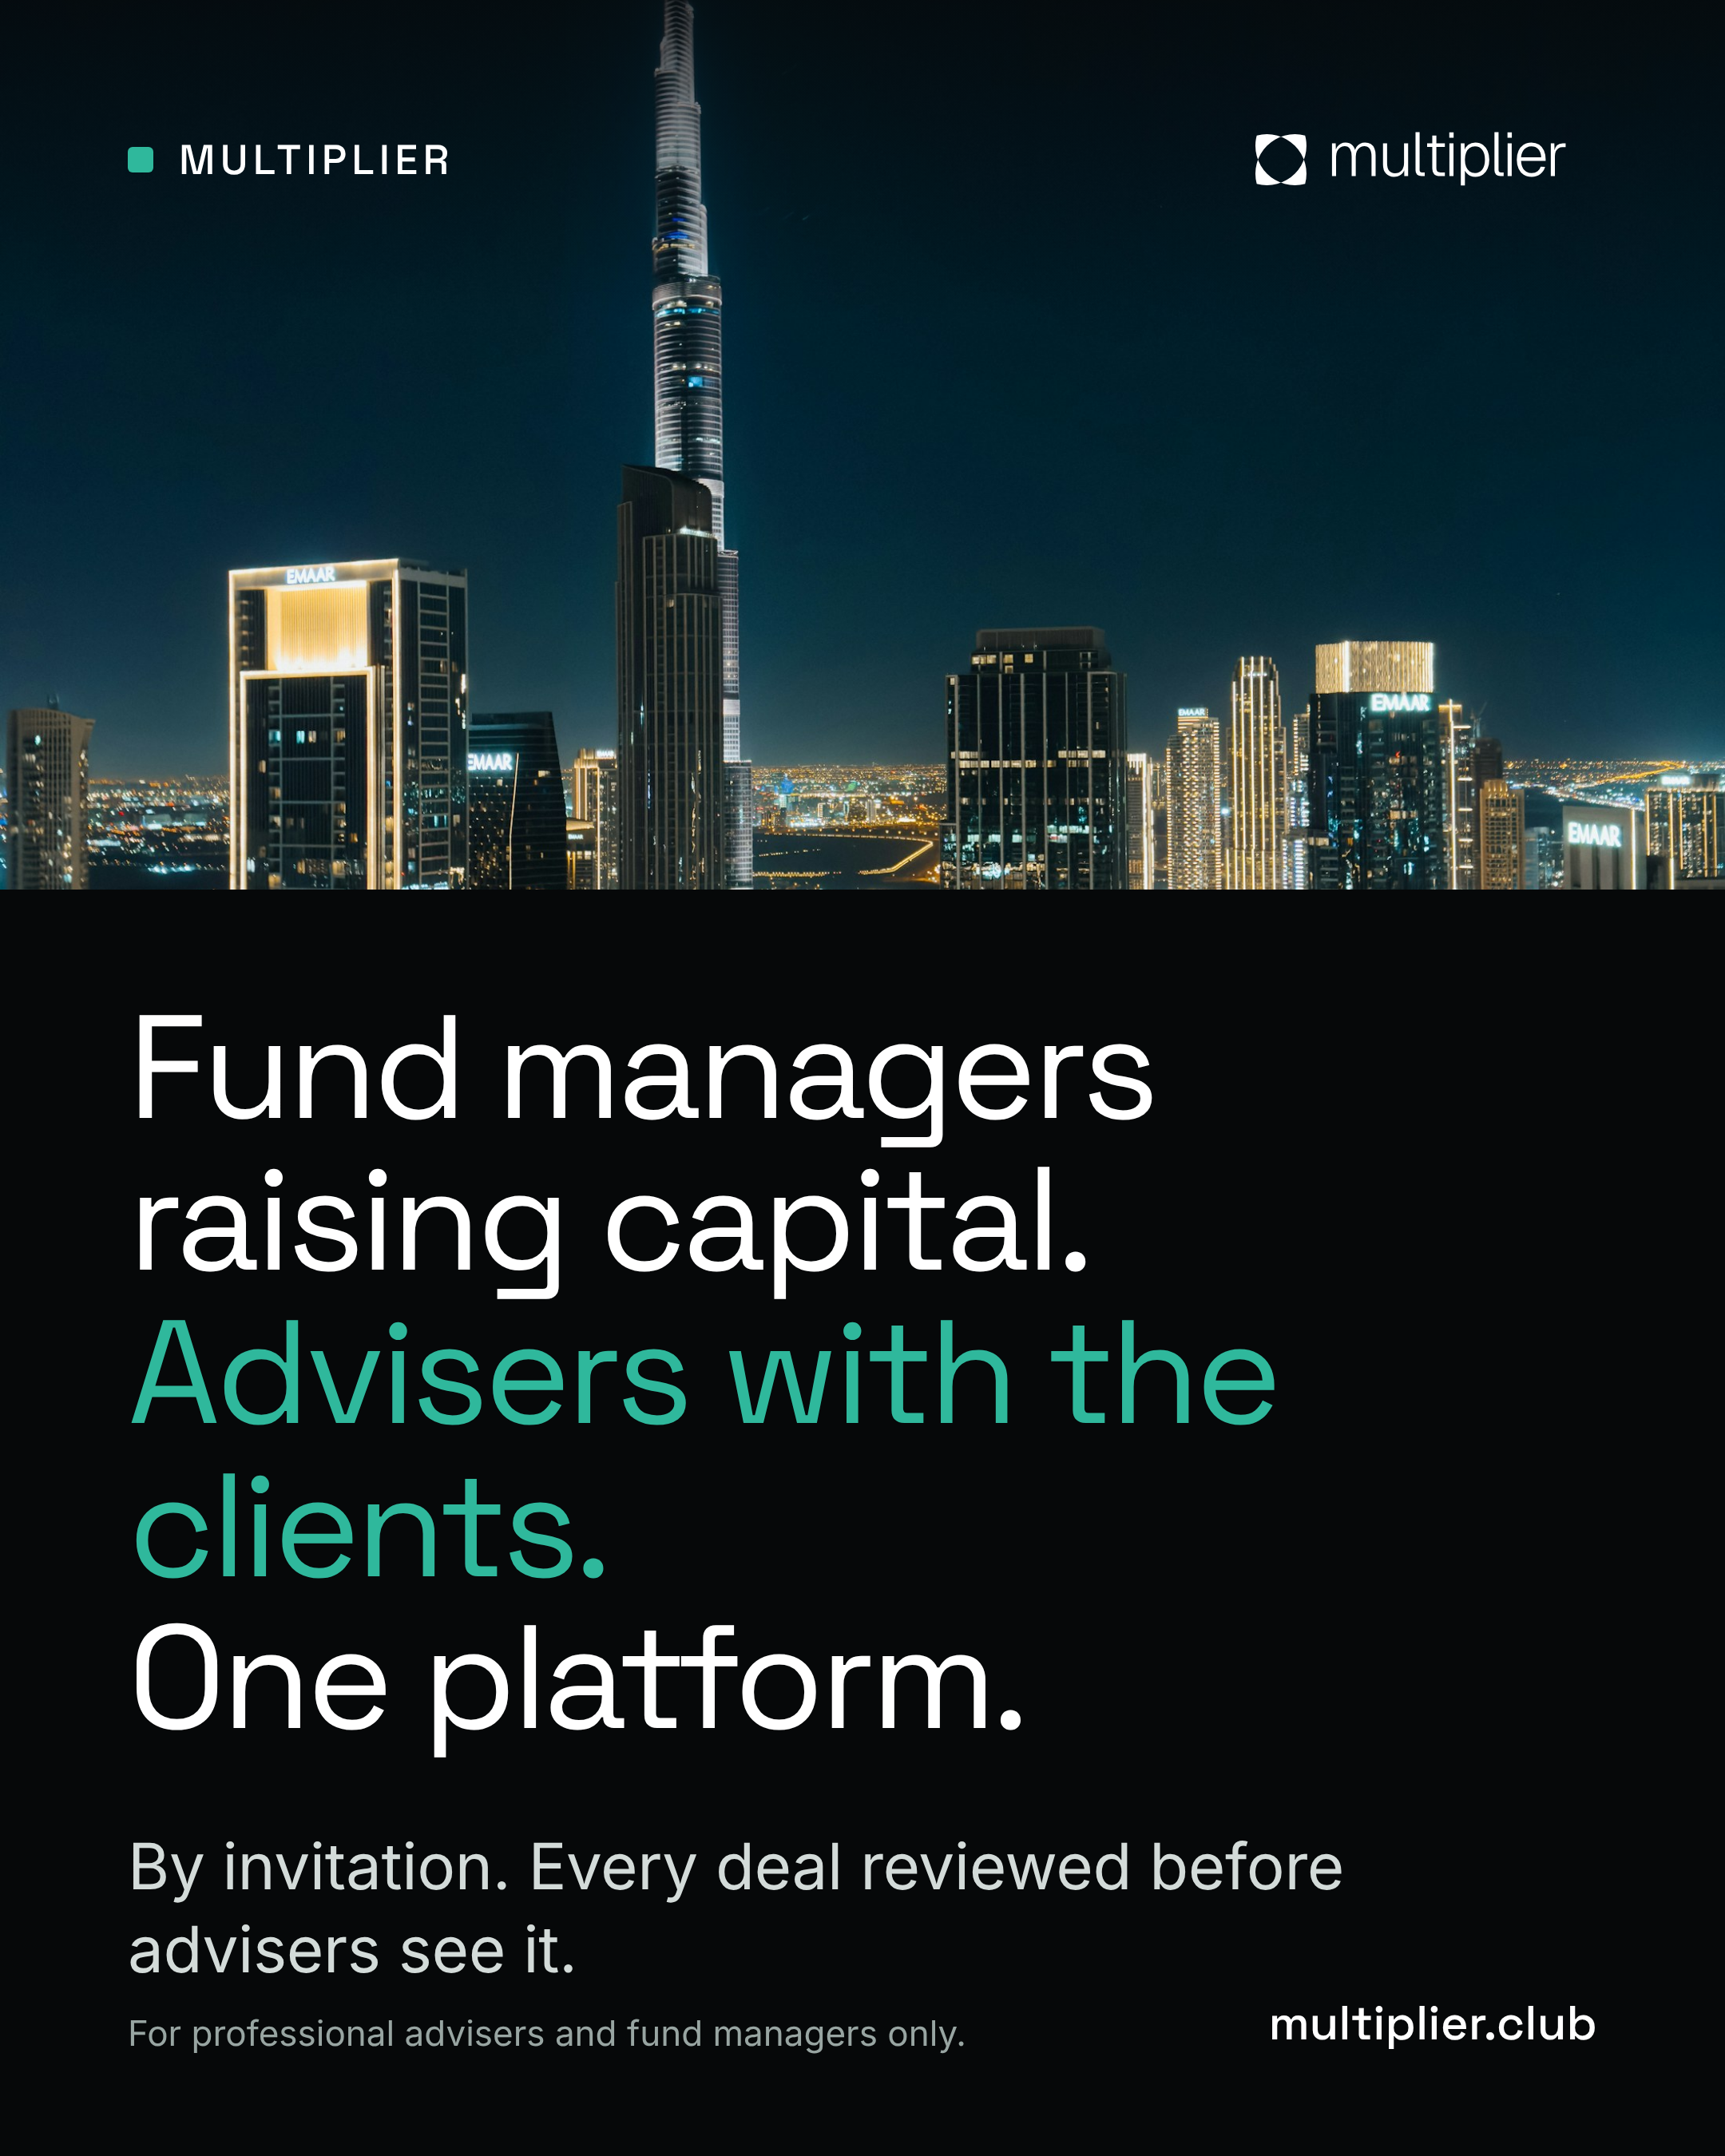 MULTIPLIER
multiplier
EMAAR
EMAAR
EMAAR
EMAAR
EMAAR
Fund managers
raising capital.
Advisers with the
clients.
One platform.
By invitation. Every deal reviewed before
advisers see it.
For professional advisers and fund managers only.
multiplier.club